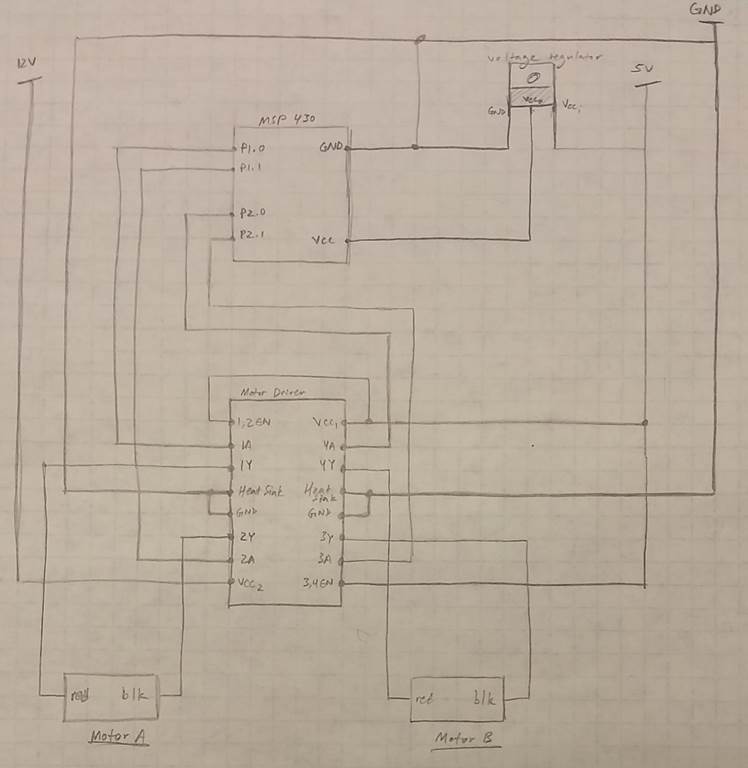 GND
12V
voltage regulator
5V
VCCo
GND
VCCi
MSP 430
P1.0
GND
P1.1
P2.0
P2.1
VCC
Motor Driver
1,2EN
VCC1
1A
4A
1Y
4Y
Heat Sink
Heat
Sink
GND
GND
2Y
3Y
2A
3A
VCC2
3,4EN
red
blk
red
blk
Motor A
Motor B